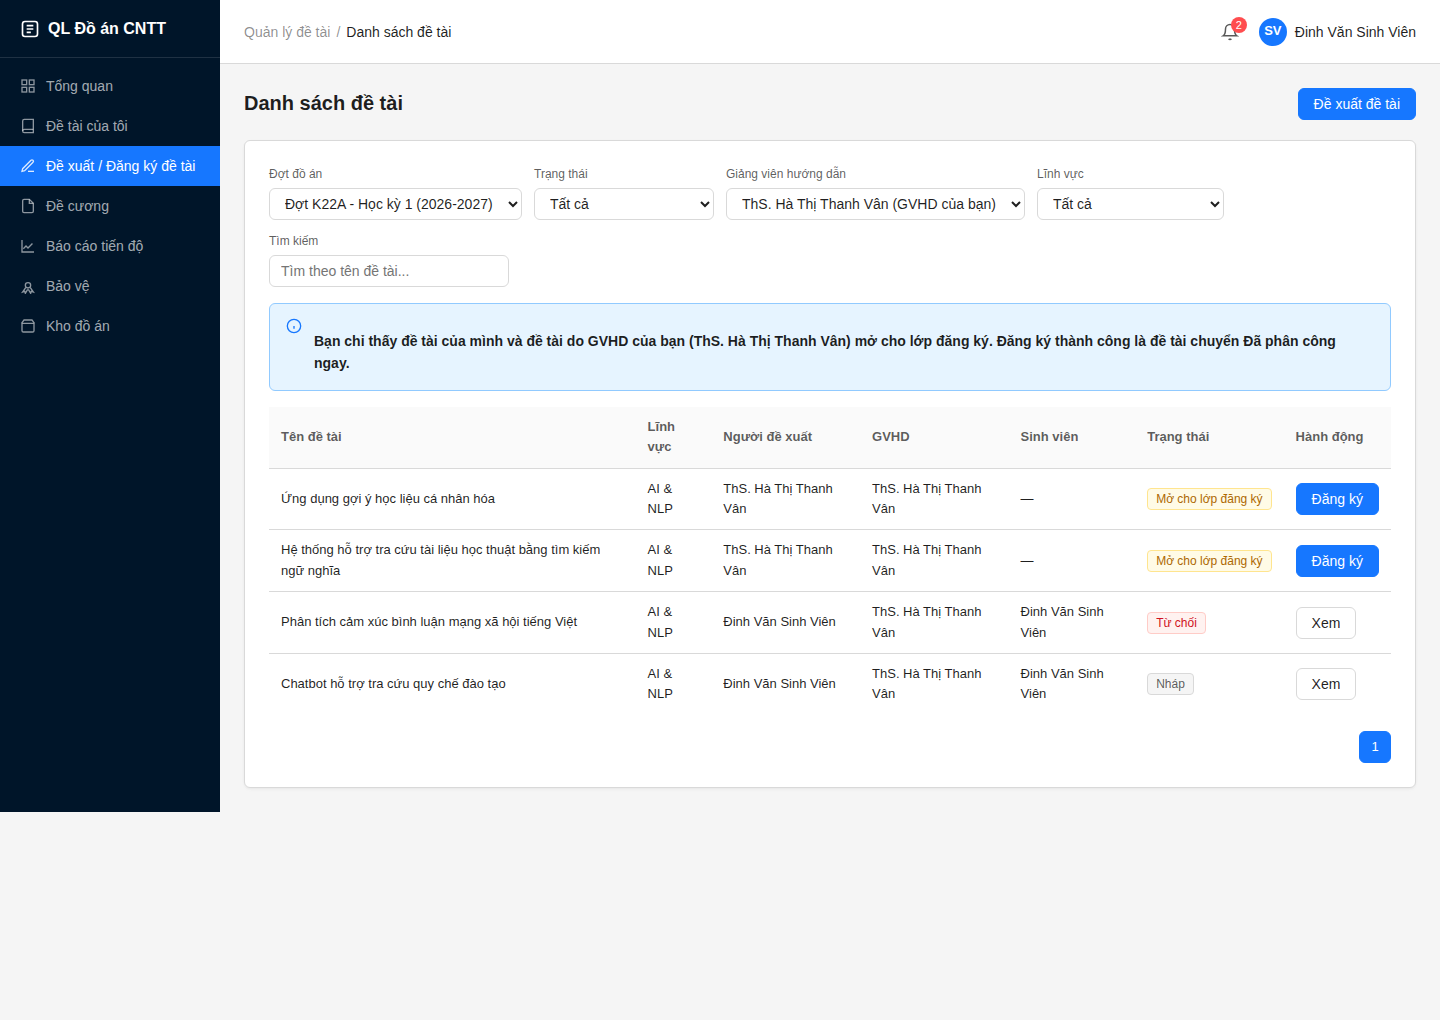 QL Đồ án CNTT
Tổng quan
Đề tài của tôi
Đề xuất / Đăng ký đề tài
Đề cương
Báo cáo tiến độ
Bảo vệ
Kho đồ án
Quản lý đề tài / Danh sách đề tài
2
SV
Đinh Văn Sinh Viên
Danh sách đề tài
Đề xuất đề tài
Đợt đồ án
Trạng thái
Giảng viên hướng dẫn
Lĩnh vực
Đợt K22A - Học kỳ 1 (2026-2027)
Tất cả
ThS. Hà Thị Thanh Vân (GVHD của bạn)
Tất cả
Tìm kiếm
Tìm theo tên đề tài...
Bạn chỉ thấy đề tài của mình và đề tài do GVHD của bạn (ThS. Hà Thị Thanh Vân) mở cho lớp đăng ký. Đăng ký thành công là đề tài chuyển Đã phân công
ngay.
Tên đề tài
Lĩnh
vực
Người đề xuất
GVHD
Sinh viên
Trạng thái
Hành động
Ứng dụng gợi ý học liệu cá nhân hóa
AI &
NLP
ThS. Hà Thị Thanh
Vân
ThS. Hà Thị Thanh
Vân
—
Mở cho lớp đăng ký
Đăng ký
Hệ thống hỗ trợ tra cứu tài liệu học thuật bằng tìm kiếm
ngữ nghĩa
AI &
NLP
ThS. Hà Thị Thanh
Vân
ThS. Hà Thị Thanh
Vân
—
Mở cho lớp đăng ký
Đăng ký
Phân tích cảm xúc bình luận mạng xã hội tiếng Việt
AI &
NLP
Đinh Văn Sinh Viên
ThS. Hà Thị Thanh
Vân
Đinh Văn Sinh
Viên
Từ chối
Xem
Chatbot hỗ trợ tra cứu quy chế đào tạo
AI &
NLP
Đinh Văn Sinh Viên
ThS. Hà Thị Thanh
Vân
Đinh Văn Sinh
Viên
Nháp
Xem
1